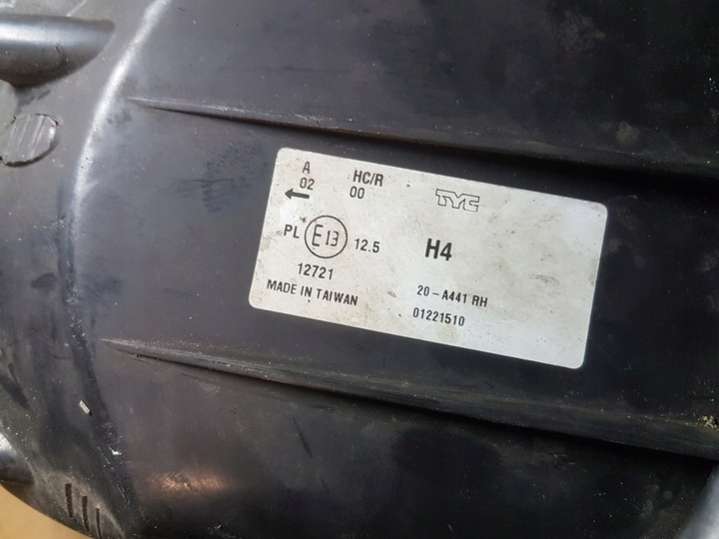 A HC/R TYC
02 00
PL E13 12.5 H4
12721
MADE IN TAIWAN
20-A441 RH
01221510